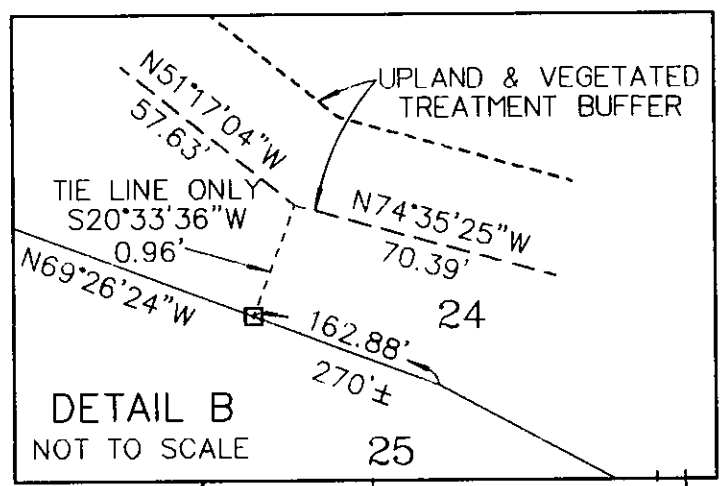 N51°17'04"W
57.63'
UPLAND & VEGETATED
TREATMENT BUFFER
TIE LINE ONLY
S20°33'36"W
0.96'
N74°35'25"W
70.39'
N69°26'24"W
24
162.88'
270'±
DETAIL B
NOT TO SCALE
25